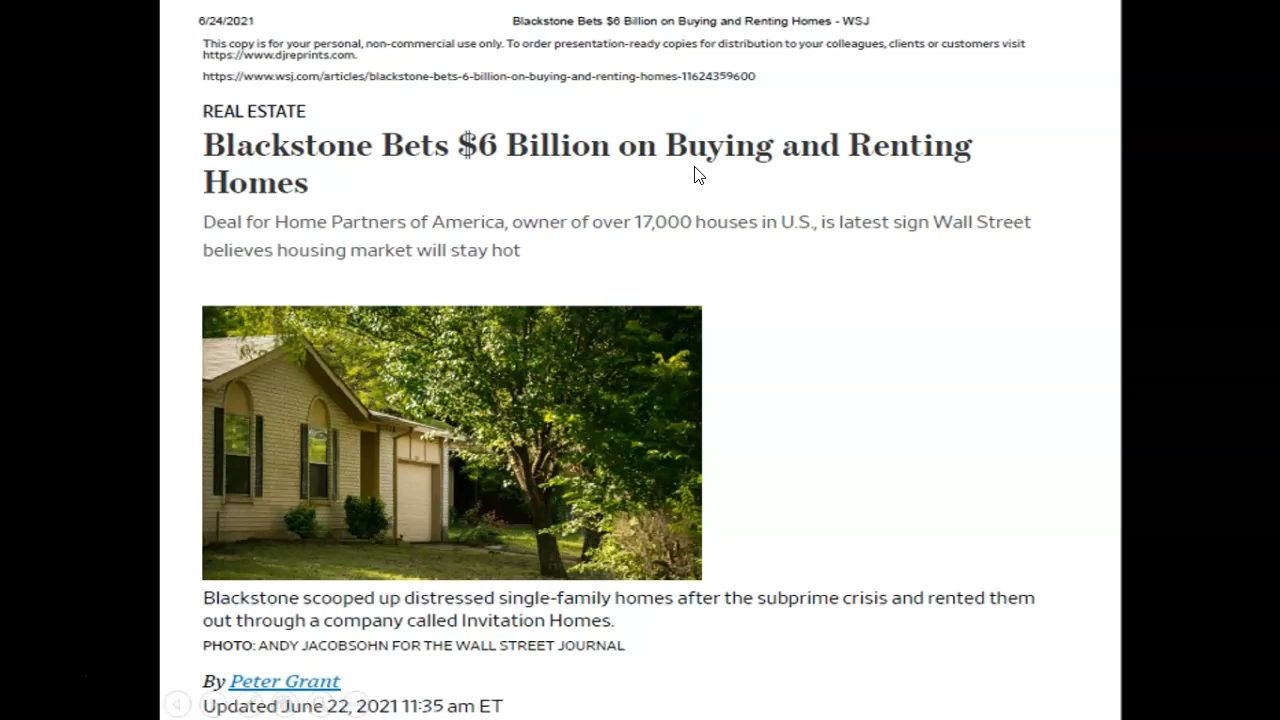 6/24/2021 Blackstone Bets $6 Billion on Buying and Renting Homes - WSJ
This copy is for your personal, non-commercial use only. To order presentation-ready copies for distribution to your colleagues, clients or customers visit
https://www.djreprints.com.
https://www.wsj.com/articles/blackstone-bets-6-billion-on-buying-and-renting-homes-11624359600
REAL ESTATE
Blackstone Bets $6 Billion on Buying and Renting
Homes
Deal for Home Partners of America, owner of over 17,000 houses in U.S., is latest sign Wall Street
believes housing market will stay hot
Blackstone scooped up distressed single-family homes after the subprime crisis and rented them
out through a company called Invitation Homes.
PHOTO: ANDY JACOBSOHN FOR THE WALL STREET JOURNAL
By Peter Grant
Updated June 22, 2021 11:35 am ET